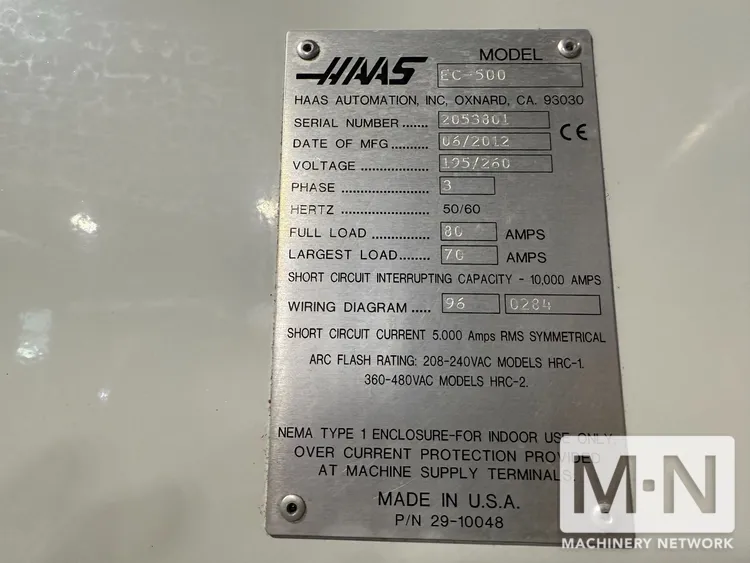 HAAS
MODEL
EC-500
HAAS AUTOMATION, INC, OXNARD, CA. 93030
SERIAL NUMBER ...... 2053801
DATE OF MFG ..... 06/2012
CE
VOLTAGE ............. 195/260
PHASE ................. 3
HERTZ ................. 50/60
FULL LOAD ........... 80 AMPS
LARGEST LOAD....... 70 AMPS
SHORT CIRCUIT INTERRUPTING CAPACITY - 10,000 AMPS
WIRING DIAGRAM ..... 96 0284
SHORT CIRCUIT CURRENT 5.000 Amps RMS SYMMETRICAL
ARC FLASH RATING: 208-240VAC MODELS HRC-1.
360-480VAC MODELS HRC-2.
NEMA TYPE 1 ENCLOSURE-FOR INDOOR USE ONLY.
OVER CURRENT PROTECTION PROVIDED
AT MACHINE SUPPLY TERMINALS.
MADE IN U.S.A.
P/N 29-10048
M·N
MACHINERY NETWORK